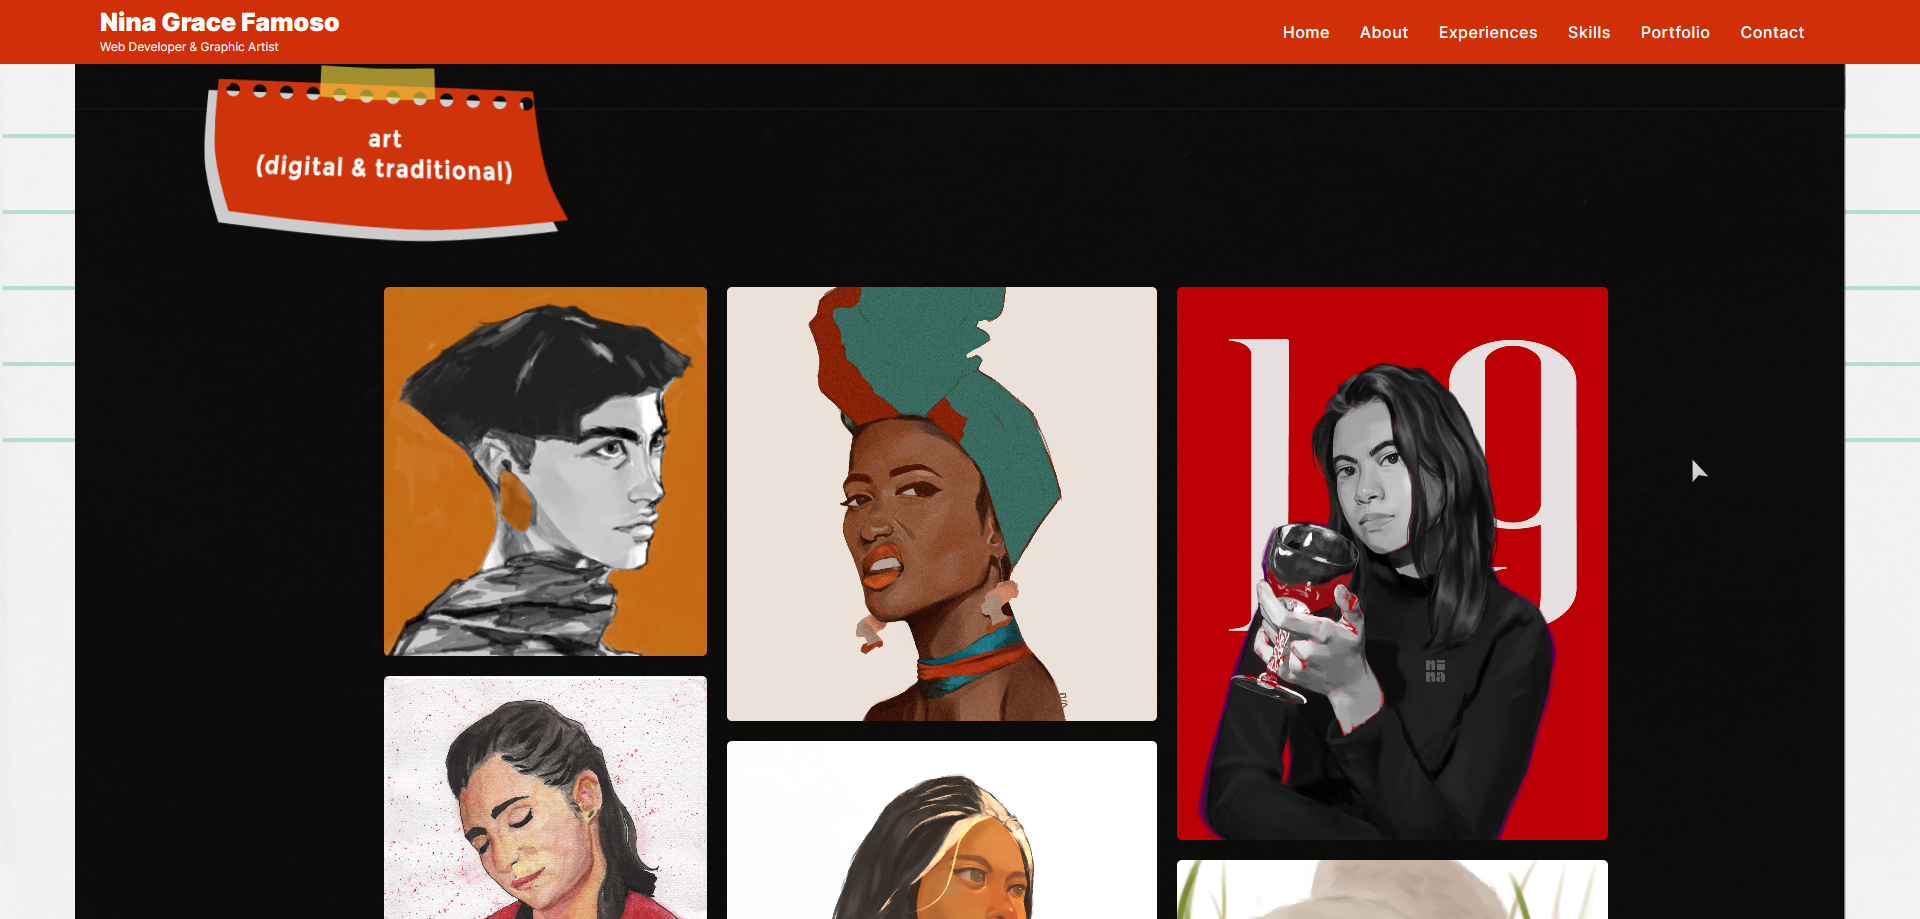 Nina Grace Famoso
Web Developer & Graphic Artist
Home About Experiences Skills Portfolio Contact
art
(digital & traditional)
19
ni
na